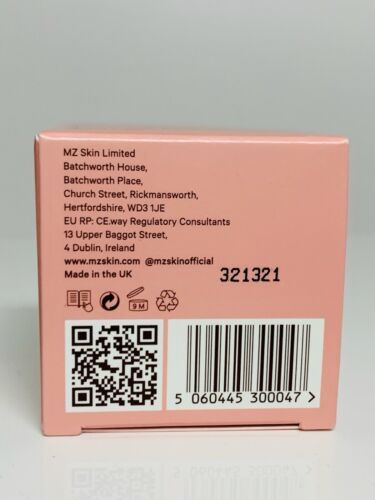 MZ Skin Limited
Batchworth House,
Batchworth Place,
Church Street, Rickmansworth,
Hertfordshire, WD3 1JE
EU RP: CE.way Regulatory Consultants
13 Upper Baggot Street,
4 Dublin, Ireland
www.mzskin.com @mzskinofficial
Made in the UK
321321
9 M
5 060445 300047 >